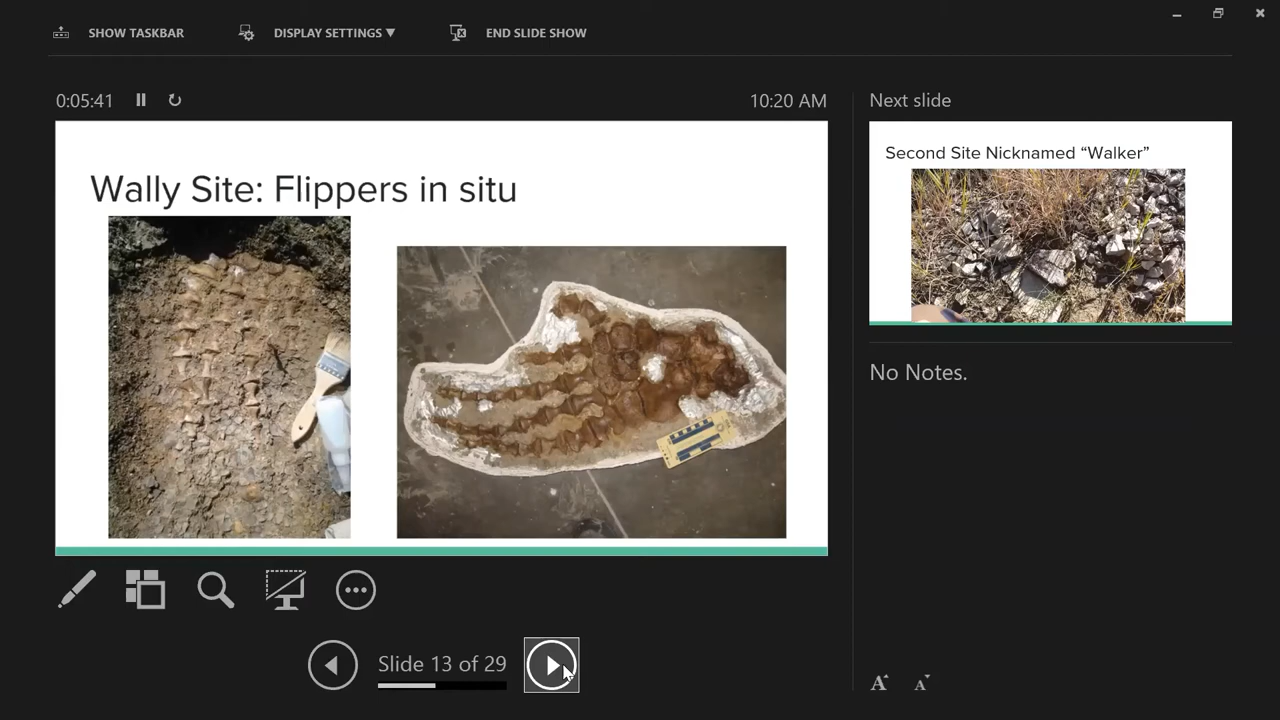 SHOW TASKBAR
DISPLAY SETTINGS ▼
END SLIDE SHOW
0:05:41
10:20 AM
Next slide
Wally Site: Flippers in situ
Second Site Nicknamed “Walker”
No Notes.
Slide 13 of 29
A A